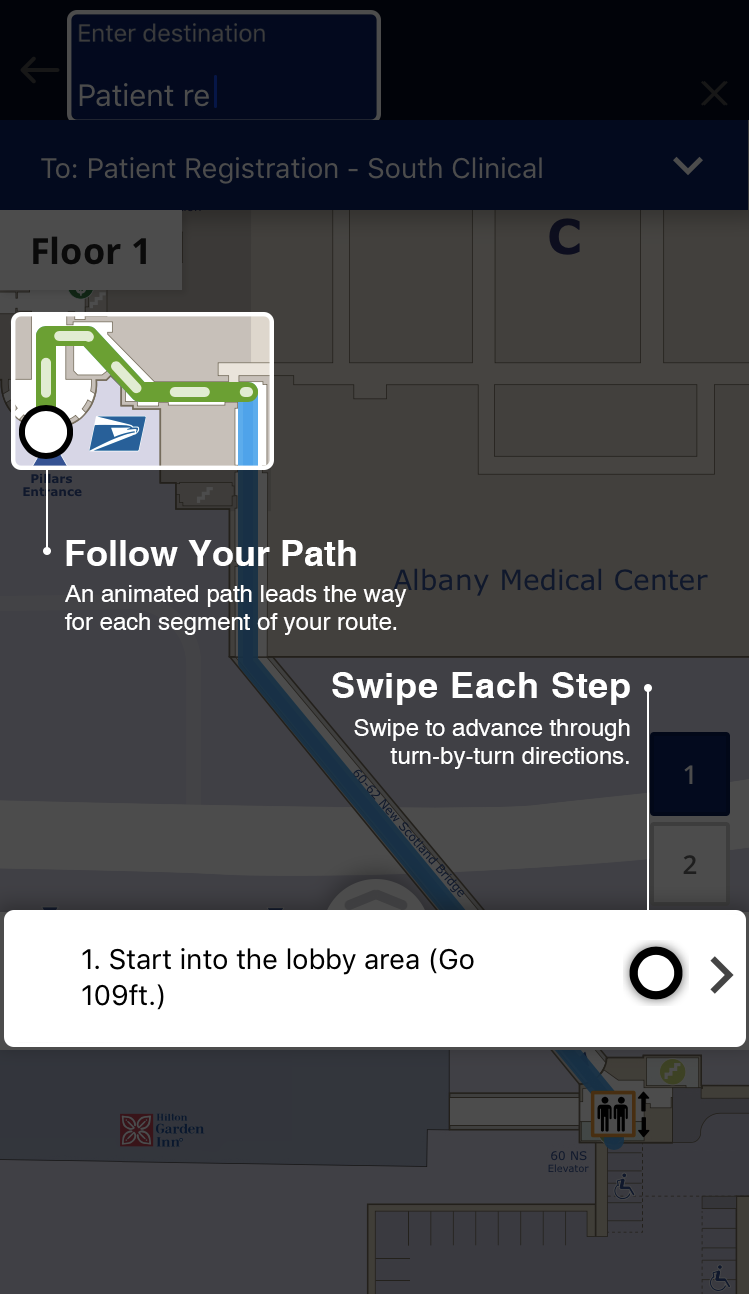 Enter destination
Patient re
To: Patient Registration - South Clinical
Floor 1
C
Pillars
Entrance
Follow Your Path
An animated path leads the way
for each segment of your route.
Albany Medical Center
Swipe Each Step
Swipe to advance through
turn-by-turn directions.
1
2
60-62 New Scotland Bridge
1. Start into the lobby area (Go
109ft.)
Hilton
Garden
Inn®
60 NS
Elevator